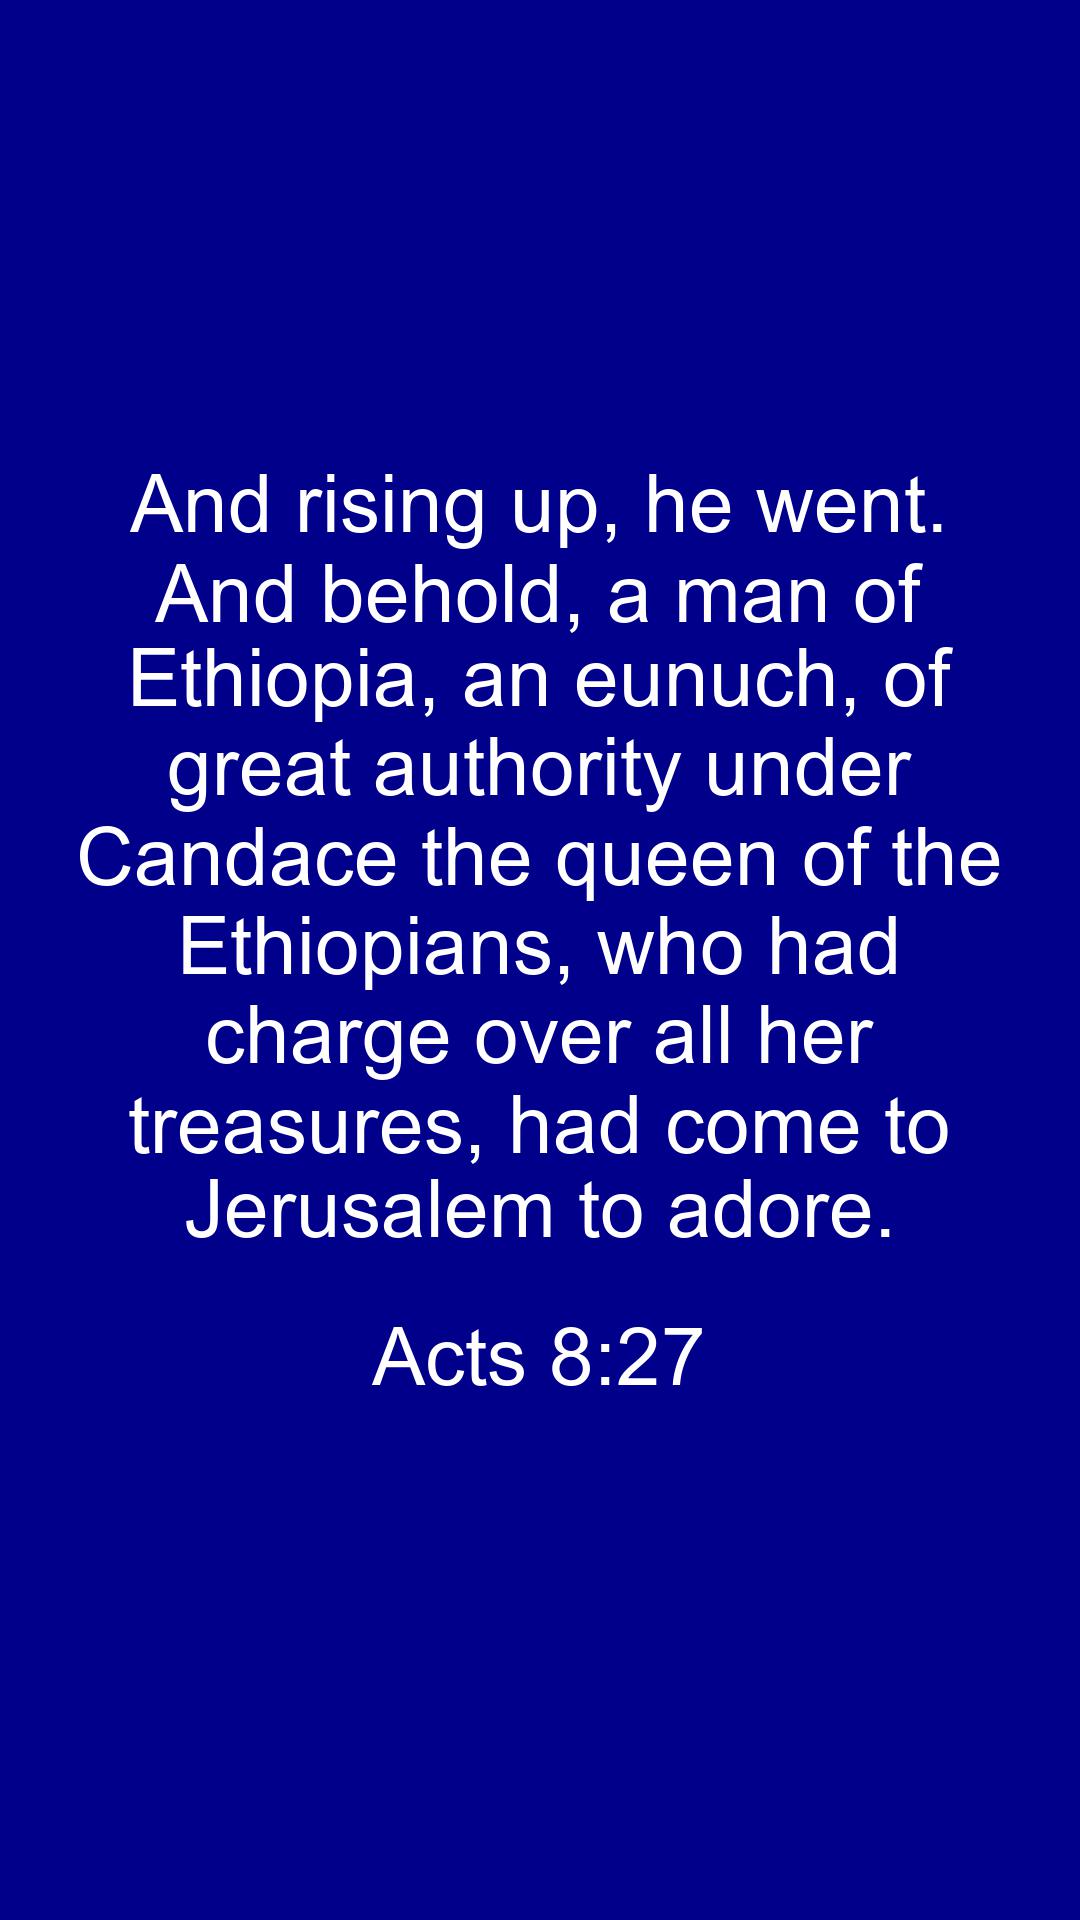 And rising up, he went.
And behold, a man of
Ethiopia, an eunuch, of
great authority under
Candace the queen of the
Ethiopians, who had
charge over all her
treasures, had come to
Jerusalem to adore.
Acts 8:27